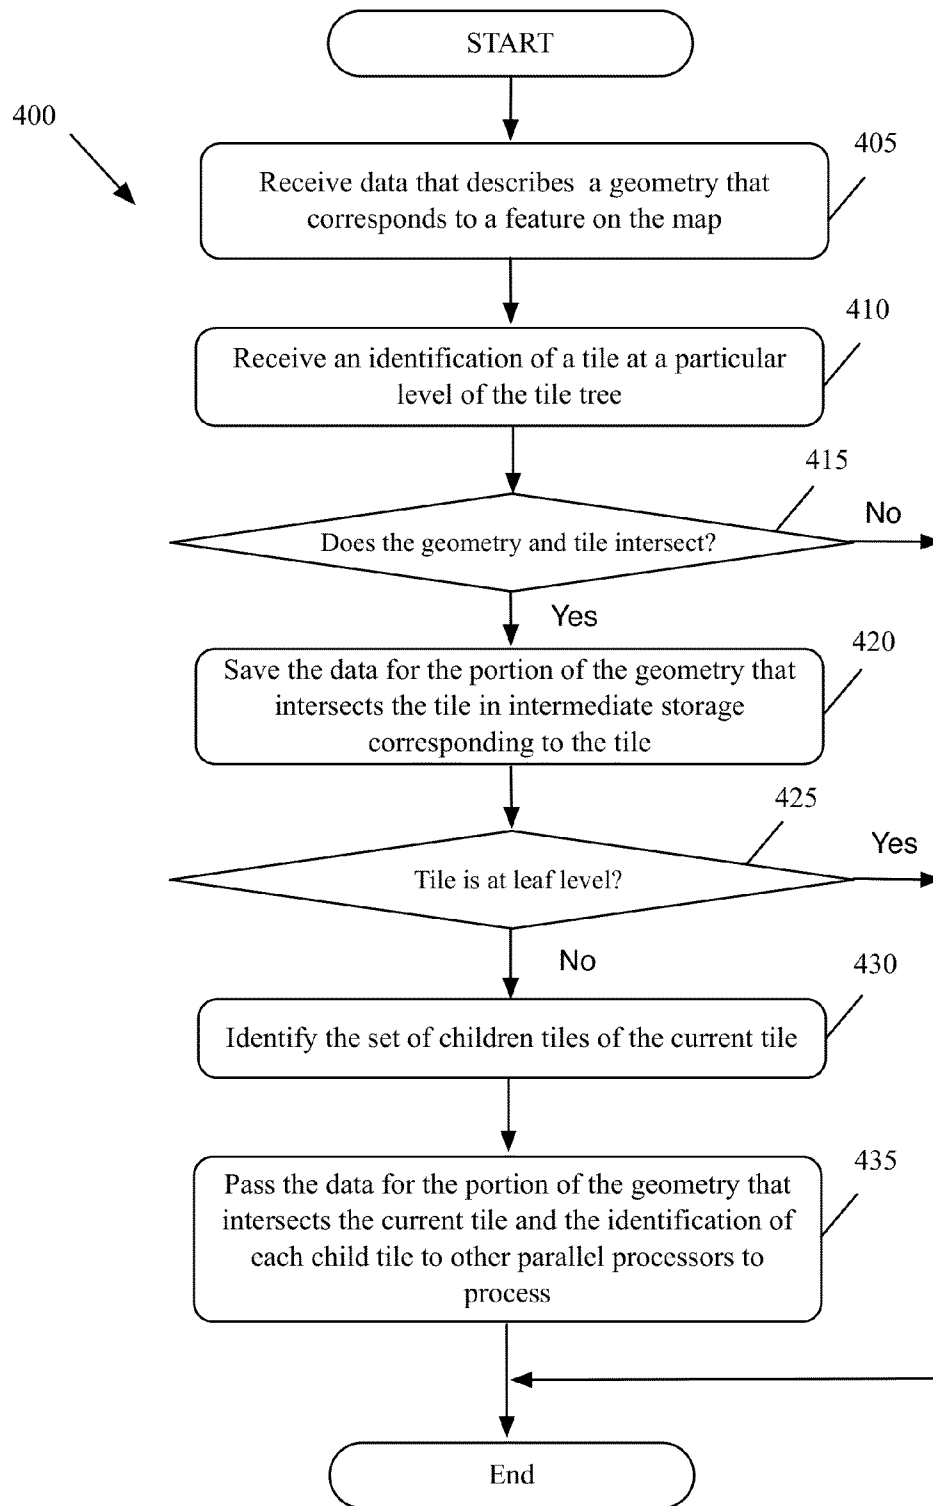 START
400
405
Receive data that describes a geometry that
corresponds to a feature on the map
410
Receive an identification of a tile at a particular
level of the tile tree
415
No
Does the geometry and tile intersect?
Yes
420
Save the data for the portion of the geometry that
intersects the tile in intermediate storage
corresponding to the tile
425
Yes
Tile is at leaf level?
No
430
Identify the set of children tiles of the current tile
435
Pass the data for the portion of the geometry that
intersects the current tile and the identification of
each child tile to other parallel processors to
process
End